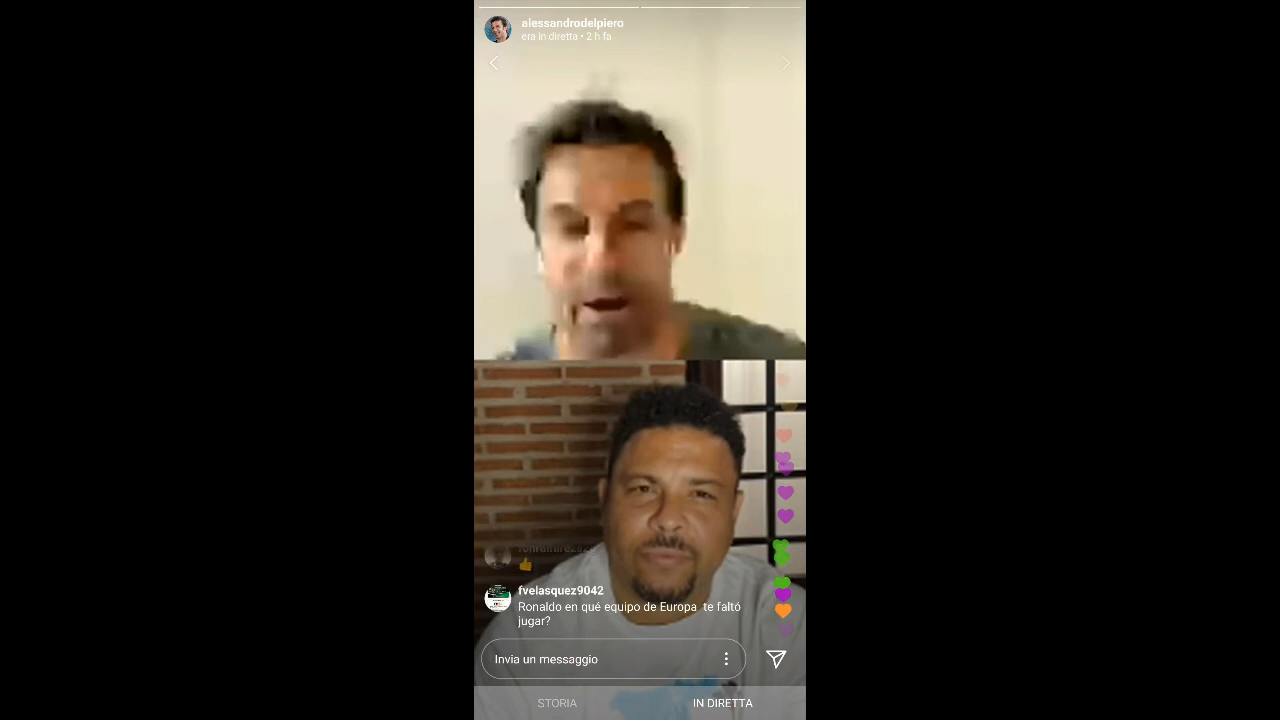 alessandrodelpiero
era in diretta • 2 h fa
fvelasquez9042
Ronaldo en qué equipo de Europa te faltó
jugar?
Invia un messaggio
STORIA
IN DIRETTA